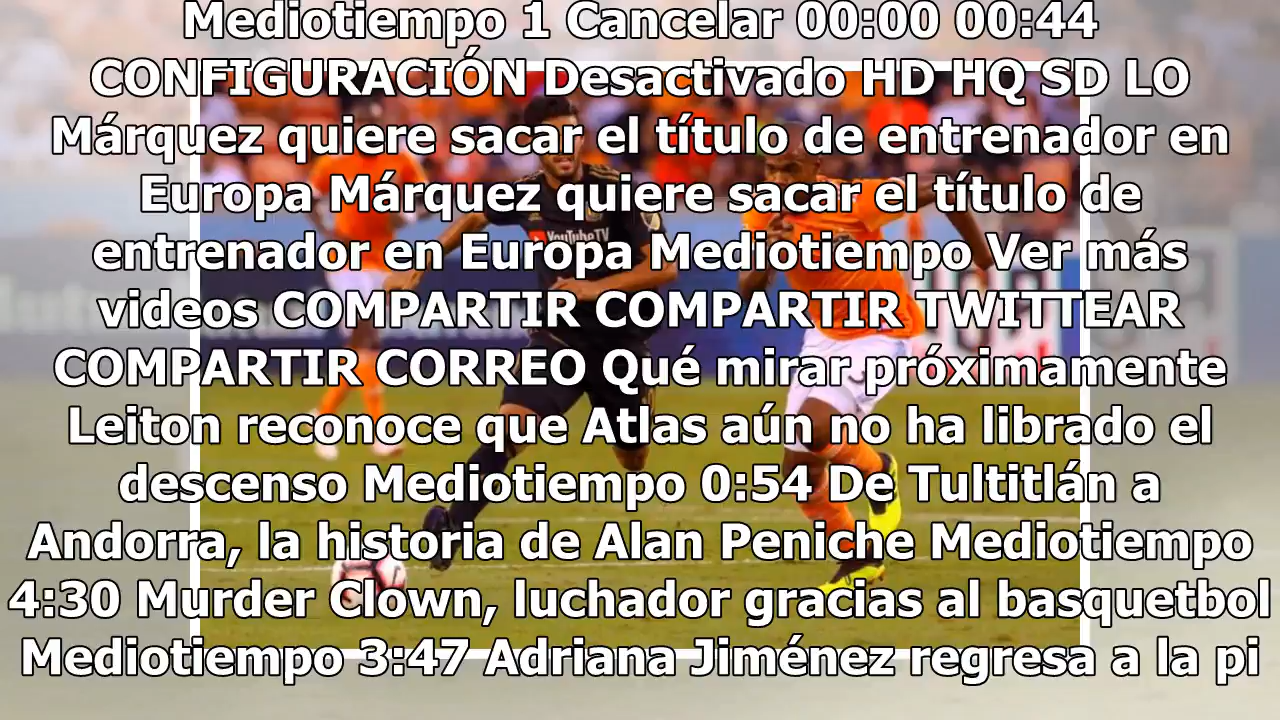 Mediotiempo 1 Cancelar 00:00 00:44
CONFIGURACIÓN Desactivado HD HQ SD LO
Márquez quiere sacar el título de entrenador en
Europa Márquez quiere sacar el título de
entrenador en Europa Mediotiempo Ver más
videos COMPARTIR COMPARTIR TWITTEAR
COMPARTIR CORREO Qué mirar próximamente
Leiton reconoce que Atlas aún no ha librado el
descenso Mediotiempo 0:54 De Tultitlán a
Andorra, la historia de Alan Peniche Mediotiempo
4:30 Murder Clown, luchador gracias al basquetbol
Mediotiempo 3:47 Adriana Jiménez regresa a la pi
YouTube TV